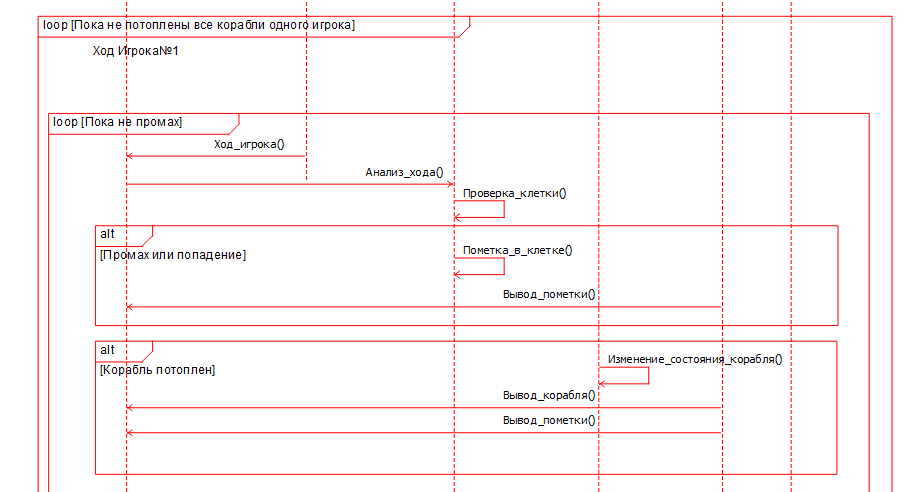 loop [Пока не потоплены все корабли одного игрока]
Ход Игрока№1
loop [Пока не промах]
Ход_игрока()
Анализ_хода()
Проверка_клетки()
alt
[Промах или попадение]
Пометка_в_клетке()
Вывод_пометки()
alt
[Корабль потоплен]
Изменение_состояния_корабля()
Вывод_корабля()
Вывод_пометки()